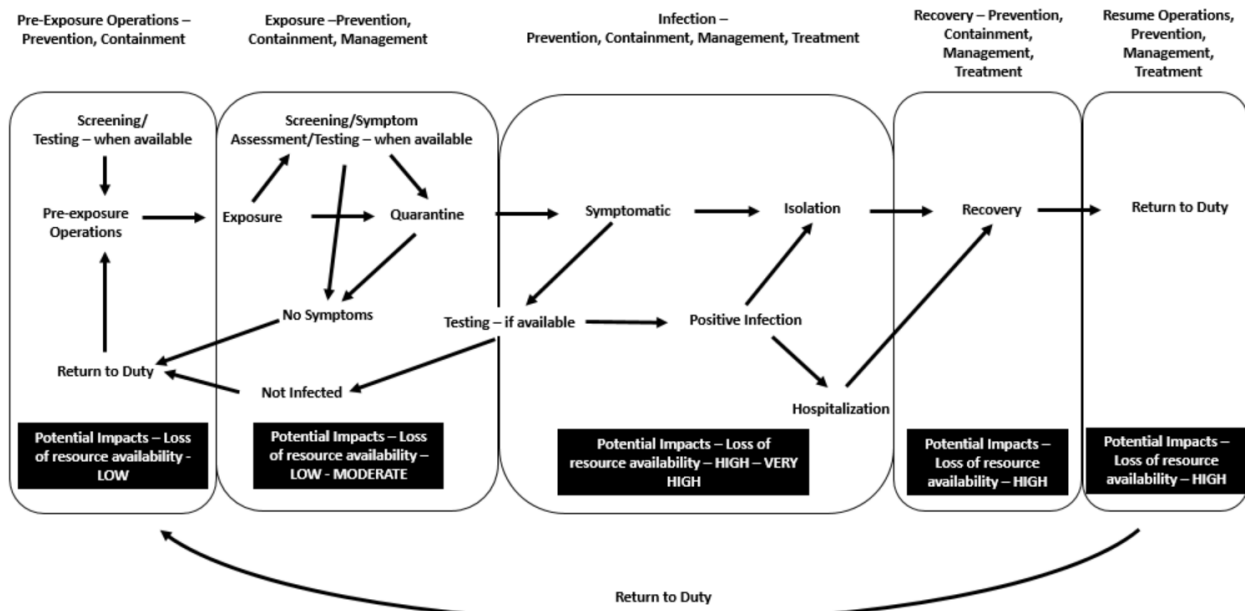 Pre-Exposure Operations –
Prevention, Containment
Exposure –Prevention,
Containment, Management
Infection –
Prevention, Containment, Management, Treatment
Recovery – Prevention,
Containment,
Management,
Treatment
Resume Operations,
Prevention,
Management,
Treatment
Screening/
Testing – when available
Pre-exposure
Operations
Return to Duty
Potential Impacts – Loss
of resource availability -
LOW
Screening/Symptom
Assessment/Testing – when available
Exposure
Quarantine
No Symptoms
Not Infected
Potential Impacts – Loss
of resource availability –
LOW - MODERATE
Symptomatic
Isolation
Testing – if available
Positive Infection
Hospitalization
Potential Impacts – Loss of
resource availability – HIGH – VERY
HIGH
Recovery
Potential Impacts –
Loss of resource
availability – HIGH
Return to Duty
Potential Impacts –
Loss of resource
availability – HIGH
Return to Duty